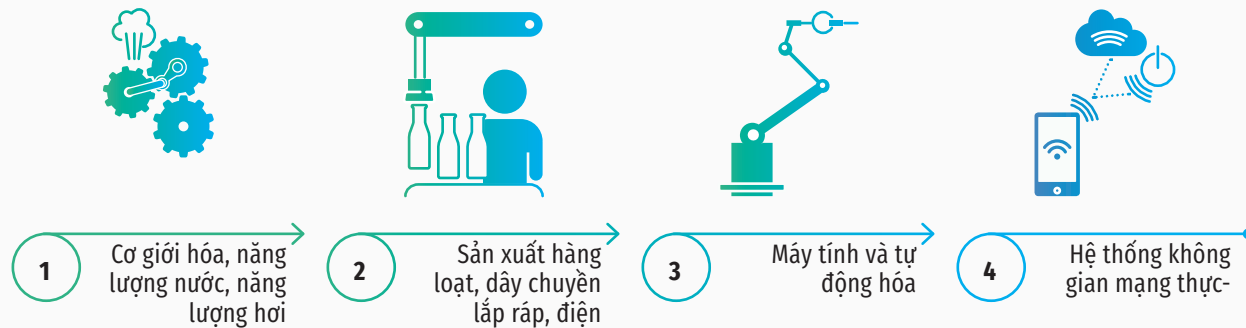 1
Cơ giới hóa, năng
lượng nước, năng
lượng hơi
2
Sản xuất hàng
loạt, dây chuyền
lắp ráp, điện
3
Máy tính và tự
động hóa
4
Hệ thống không
gian mạng thực-